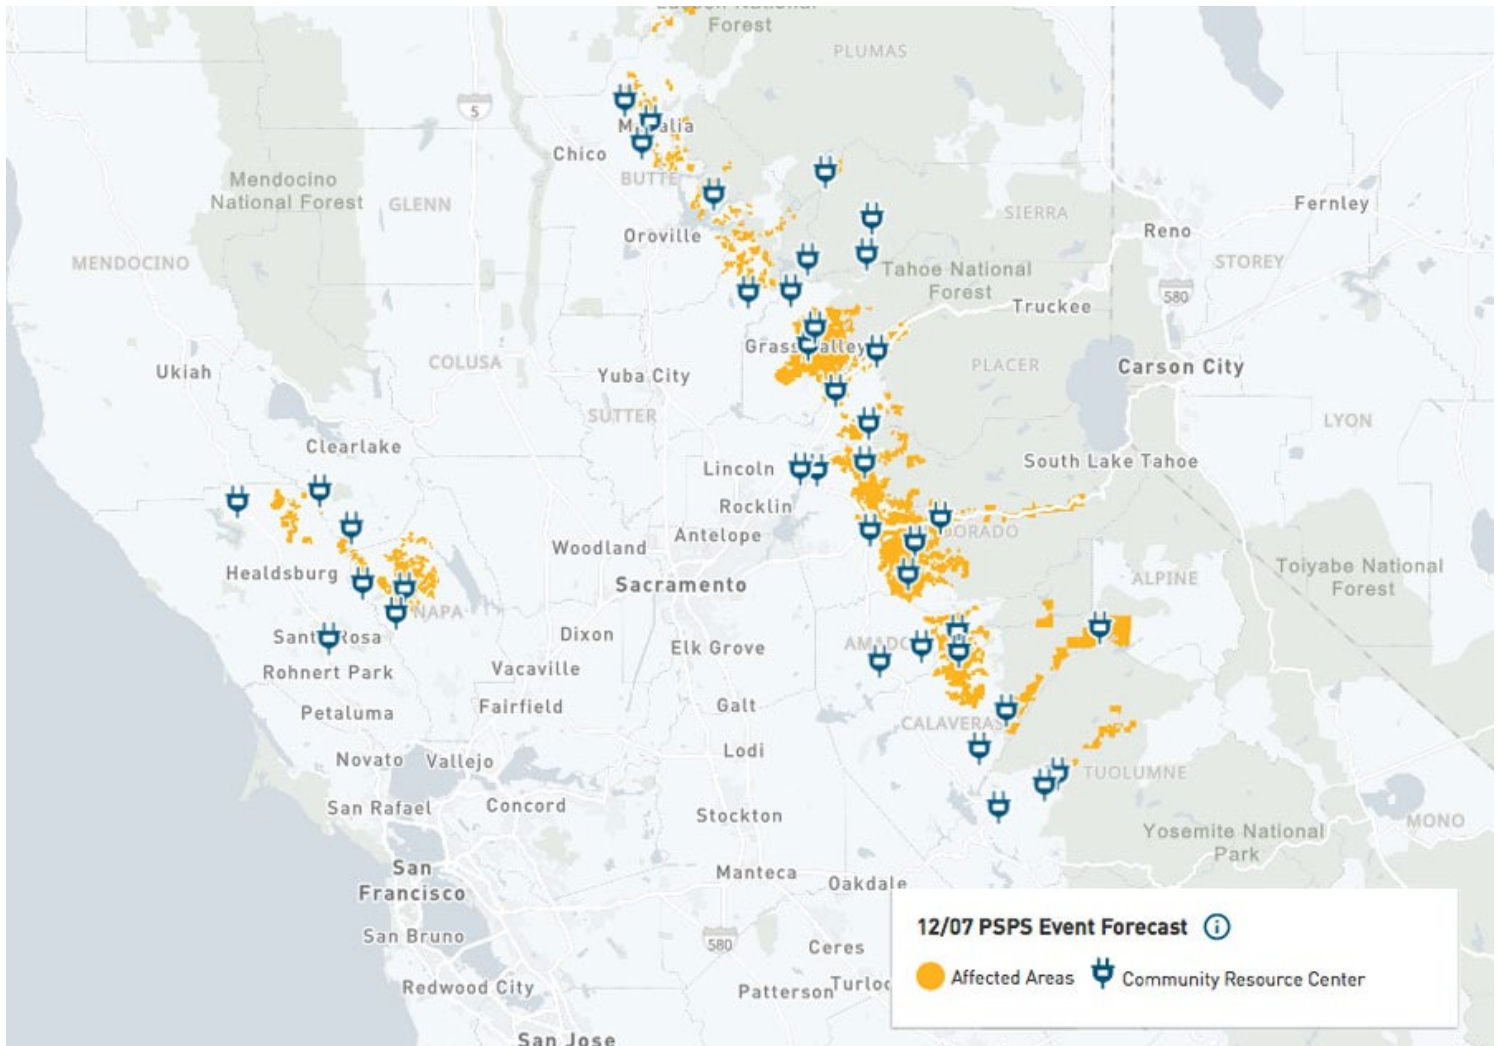 Forest
PLUMAS
5
Chico
BUTTE
Mendocino
National Forest
GLENN
SIERRA
Fernley
Oroville
Reno
MENDOCINO
STOREY
Tahoe National
Forest
580
Truckee
COLUSA
Ukiah
Yuba City
PLACER
Carson City
SUTTER
LYON
Clearlake
Lincoln
South Lake Tahoe
Rocklin
Antelope
Woodland
Healdsburg
Sacramento
ALPINE
Toiyabe National
Forest
NAPA
Dixon
Elk Grove
Rohnert Park
Vacaville
Petaluma
Fairfield
Galt
CALAVERAS
Novato
Vallejo
Lodi
TUOLUMNE
San Rafael
Concord
Stockton
Yosemite National
Park
MONO
San
Francisco
Manteca
Oakdale
San Bruno
580
Ceres
Redwood City
Patterson
San Jose
12/07 PSPS Event Forecast
Affected Areas
Community Resource Center